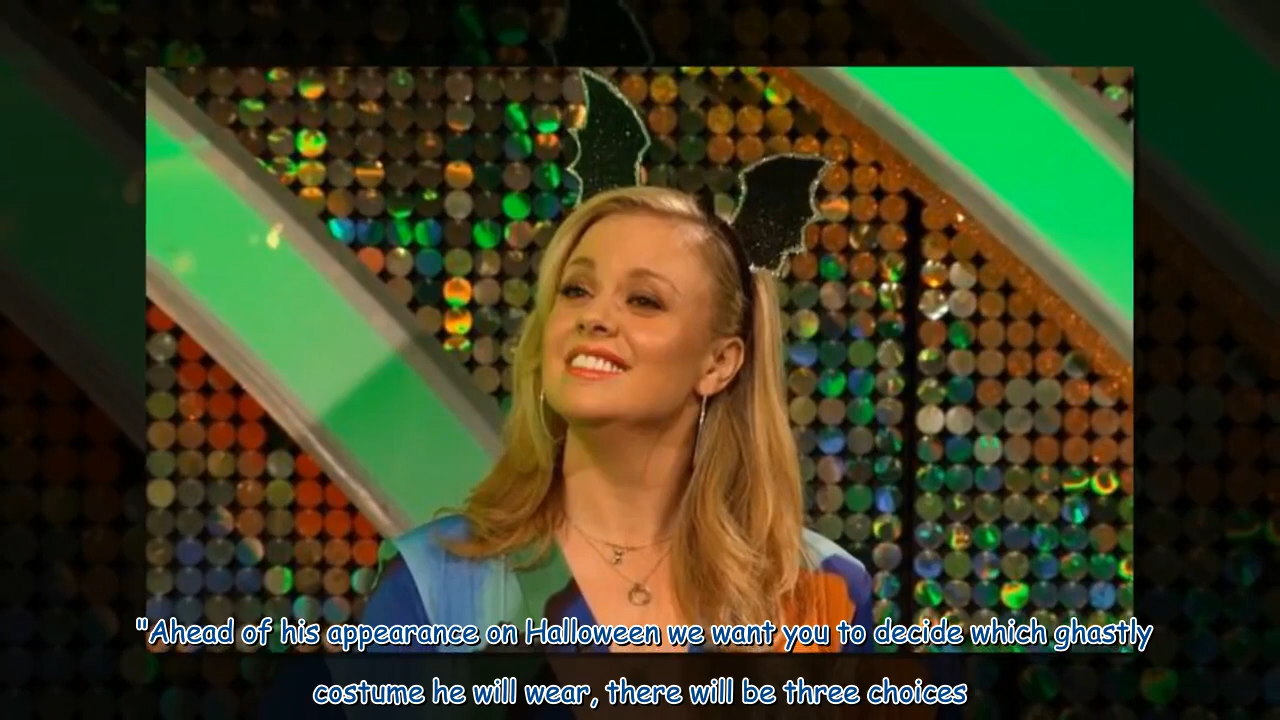 "Ahead of his appearance on Halloween we want you to decide which ghastly
costume he will wear, there will be three choices